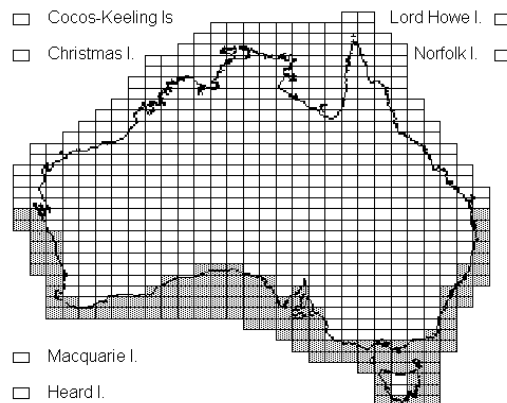 Cocos-Keeling Is
Lord Howe I.
Christmas I.
Norfolk I.
Macquarie I.
Heard I.